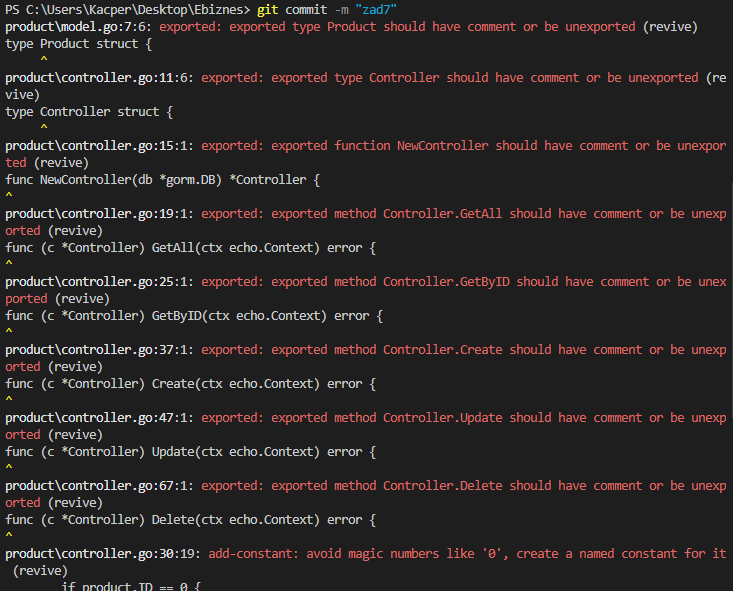 PS C:\Users\Kacper\Desktop\Ebiznes> git commit -m "zad7"
product\model.go:7:6: exported: exported type Product should have comment or be unexported (revive)
type Product struct {
^
product\controller.go:11:6: exported: exported type Controller should have comment or be unexported (re
vive)
type Controller struct {
^
product\controller.go:15:1: exported: exported function NewController should have comment or be unexpor
ted (revive)
func NewController(db *gorm.DB) *Controller {
^
product\controller.go:19:1: exported: exported method Controller.GetAll should have comment or be unexp
orted (revive)
func (c *Controller) GetAll(ctx echo.Context) error {
^
product\controller.go:25:1: exported: exported method Controller.GetByID should have comment or be unex
ported (revive)
func (c *Controller) GetByID(ctx echo.Context) error {
^
product\controller.go:37:1: exported: exported method Controller.Create should have comment or be unexp
orted (revive)
func (c *Controller) Create(ctx echo.Context) error {
^
product\controller.go:47:1: exported: exported method Controller.Update should have comment or be unexp
orted (revive)
func (c *Controller) Update(ctx echo.Context) error {
^
product\controller.go:67:1: exported: exported method Controller.Delete should have comment or be unexp
orted (revive)
func (c *Controller) Delete(ctx echo.Context) error {
^
product\controller.go:30:19: add-constant: avoid magic numbers like '0', create a named constant for it
(revive)
if product.ID == 0 {